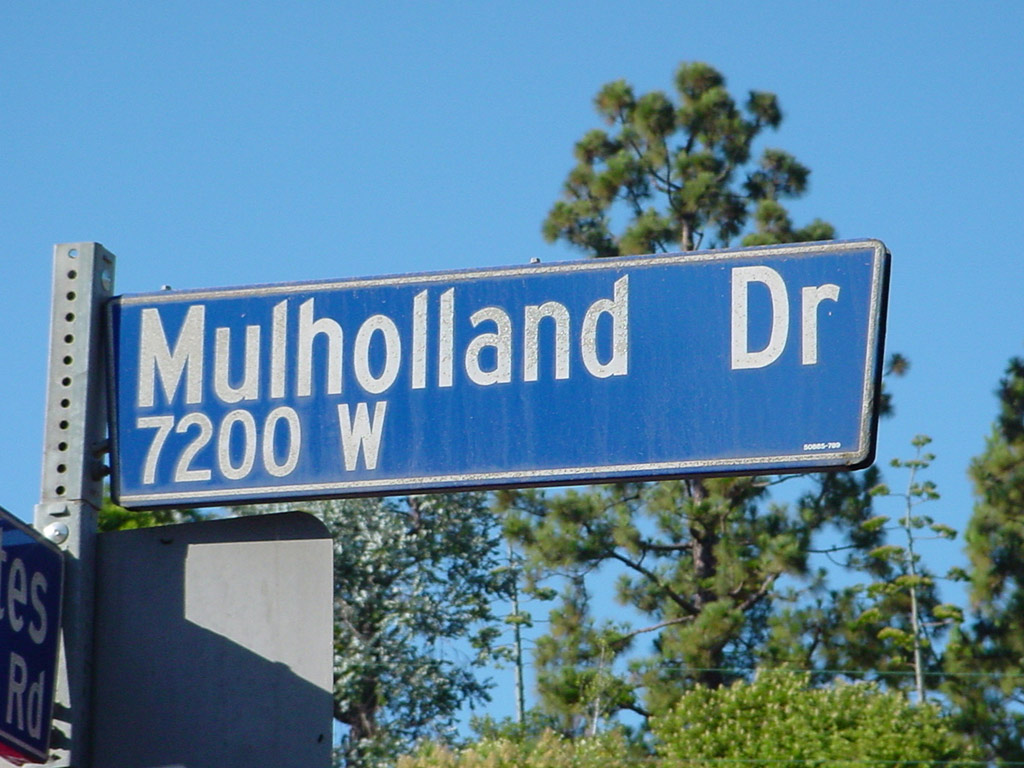 Mulholland Dr
7200 W
tes
Rd